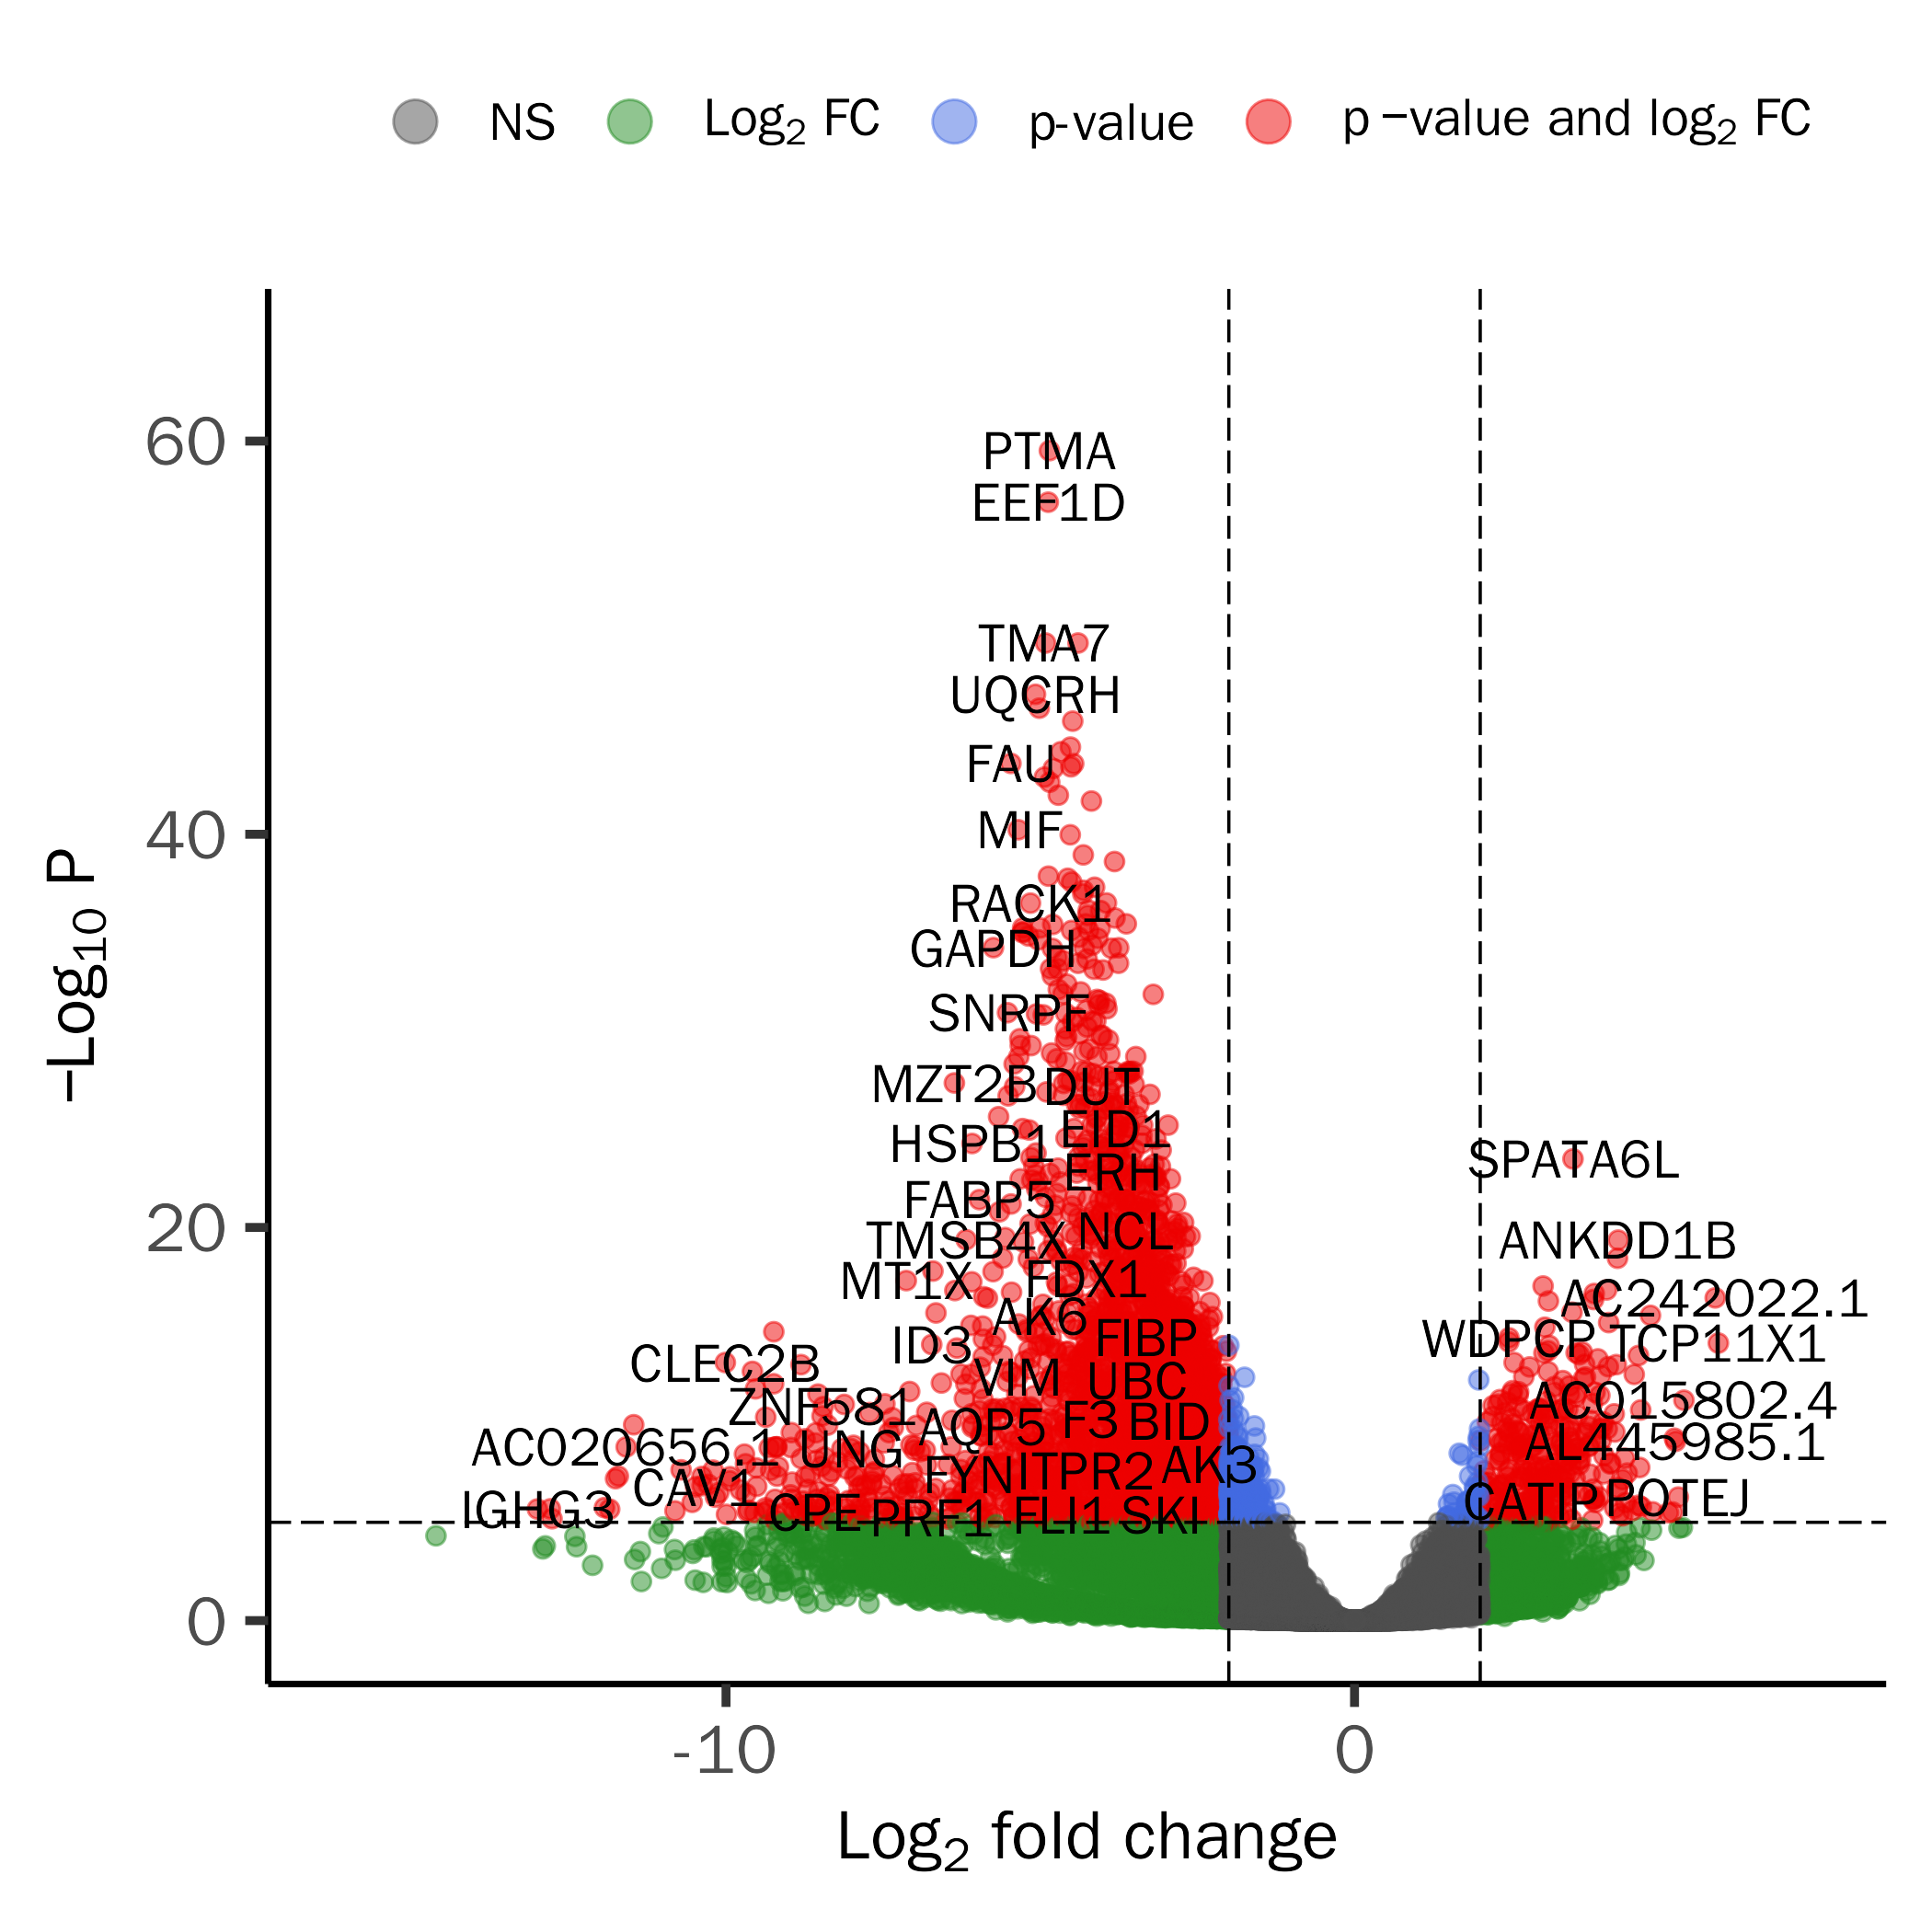 NS Log2 FC p-value p −value and log2 FC
60
PTMA
EEF1D
TMA7
UQCRH
FAU
MIF
40
RACK1
GAPDH
SNRPF
MZT2B DUT
EID1
HSPB1
ERH
SPATA6L
FABP5
20
TMSB4X NCL
ANKDD1B
MT1X FDX1
AC242022.1
AK6
ID3 FIBP
WDPCP TCP11X1
CLEC2B
VIM UBC
ZNF581
AC015802.4
AQP5 F3 BID
AC020656.1 UNG
AL445985.1
FYN ITPR2 AK3
CAV1
CATIP POTEJ
IGHG3
CPE PRF1 FLI1 SKI
0
-10 0
Log2 fold change
−Log10 P